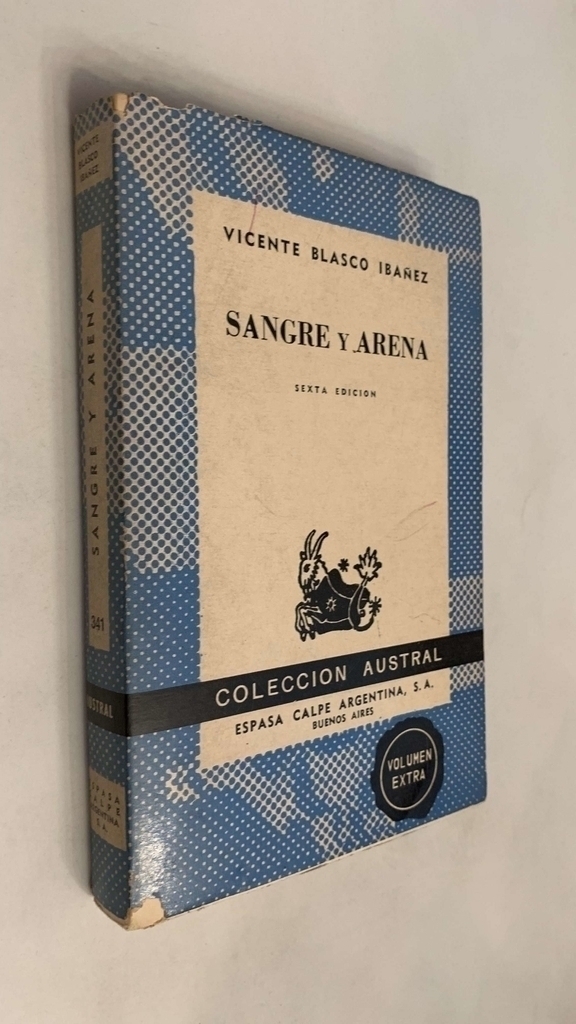 VICENTE BLASCO IBAÑEZ
SANGRE Y ARENA
SEXTA EDICION
COLECCION AUSTRAL
ESPASA CALPE ARGENTINA, S. A.
BUENOS AIRES
VOLUMEN
EXTRA
VICENTE
BLASCO
IBAÑEZ
SANGRE Y ARENA
341
AUSTRAL
ESPASA
CALPE
ARGENTINA
S. A.